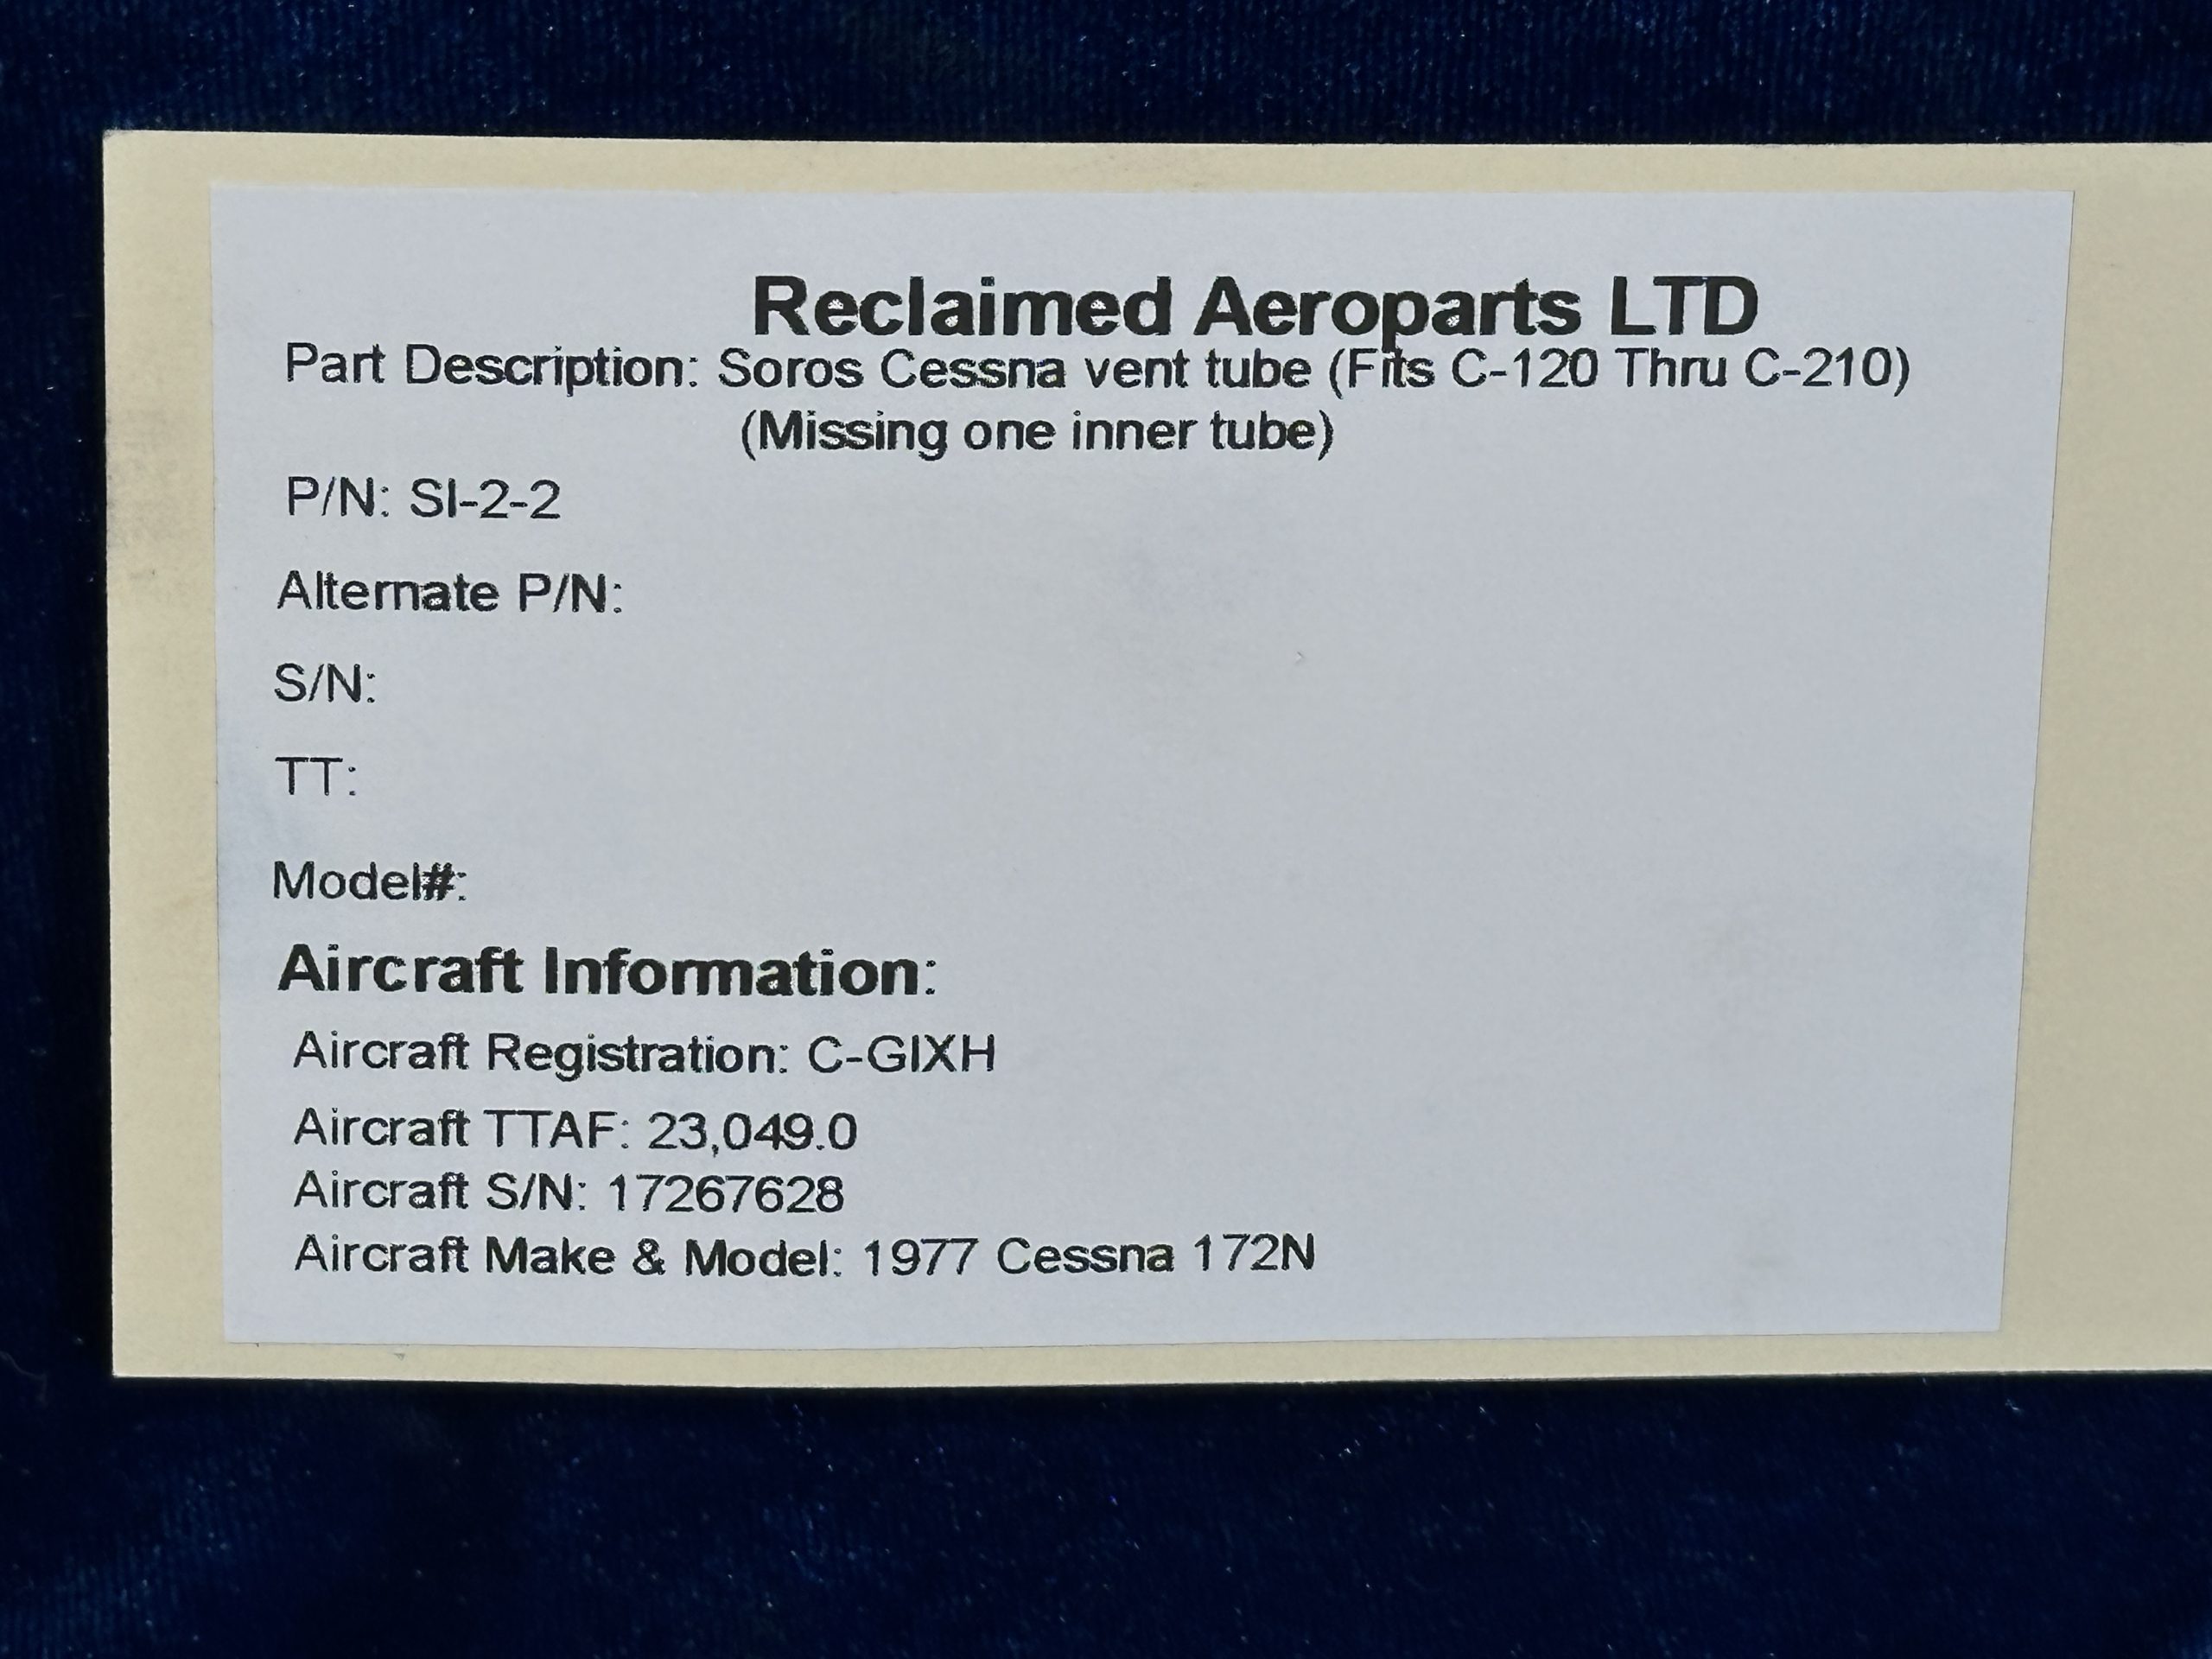 Reclaimed Aeroparts LTD
Part Description: Soros Cessna vent tube (Fits C-120 Thru C-210)
(Missing one inner tube)
P/N: SI-2-2
Alternate P/N:
S/N:
TT:
Model#:
Aircraft Information:
Aircraft Registration: C-GIXH
Aircraft TTAF: 23,049.0
Aircraft S/N: 17267628
Aircraft Make & Model: 1977 Cessna 172N